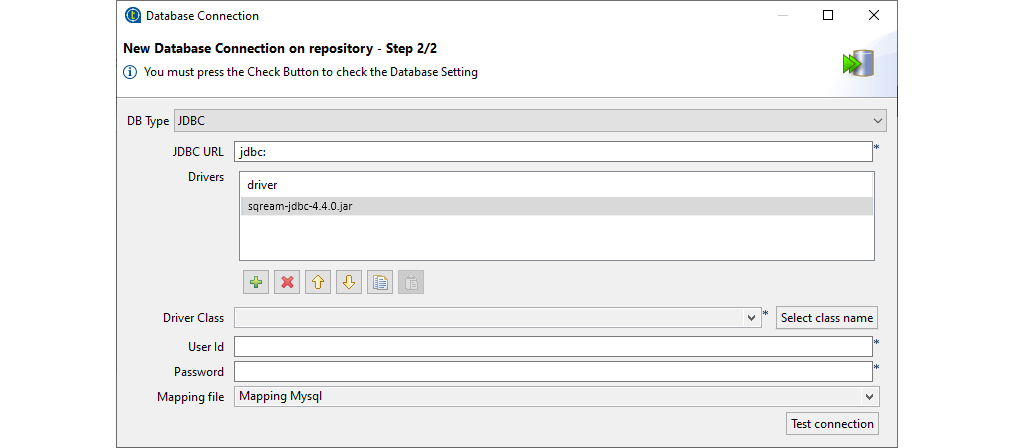 Database Connection
New Database Connection on repository - Step 2/2
You must press the Check Button to check the Database Setting
DB Type JDBC
JDBC URL jdbc: *
Drivers
driver
sqream-jdbc-4.4.0.jar
Driver Class * Select class name
User Id *
Password *
Mapping file Mapping Mysql
Test connection